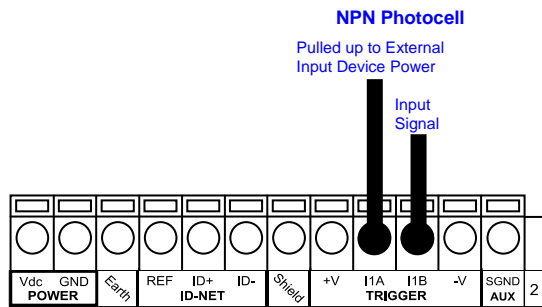 NPN Photocell
Pulled up to External
Input Device Power
Input
Signal
Vdc GND Earth REF ID+ ID- Shield +V I1A I1B -V SGND 2
POWER ID-NET TRIGGER AUX